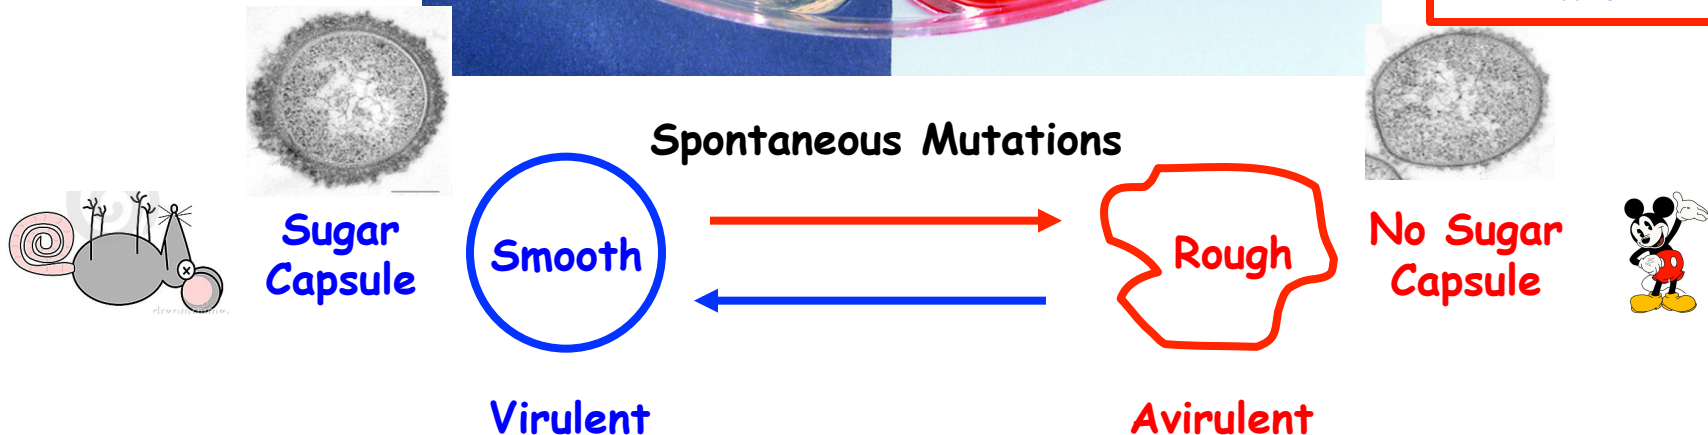 Spontaneous Mutations
Sugar
Capsule
Smooth
Rough
No Sugar
Capsule
Virulent
Avirulent